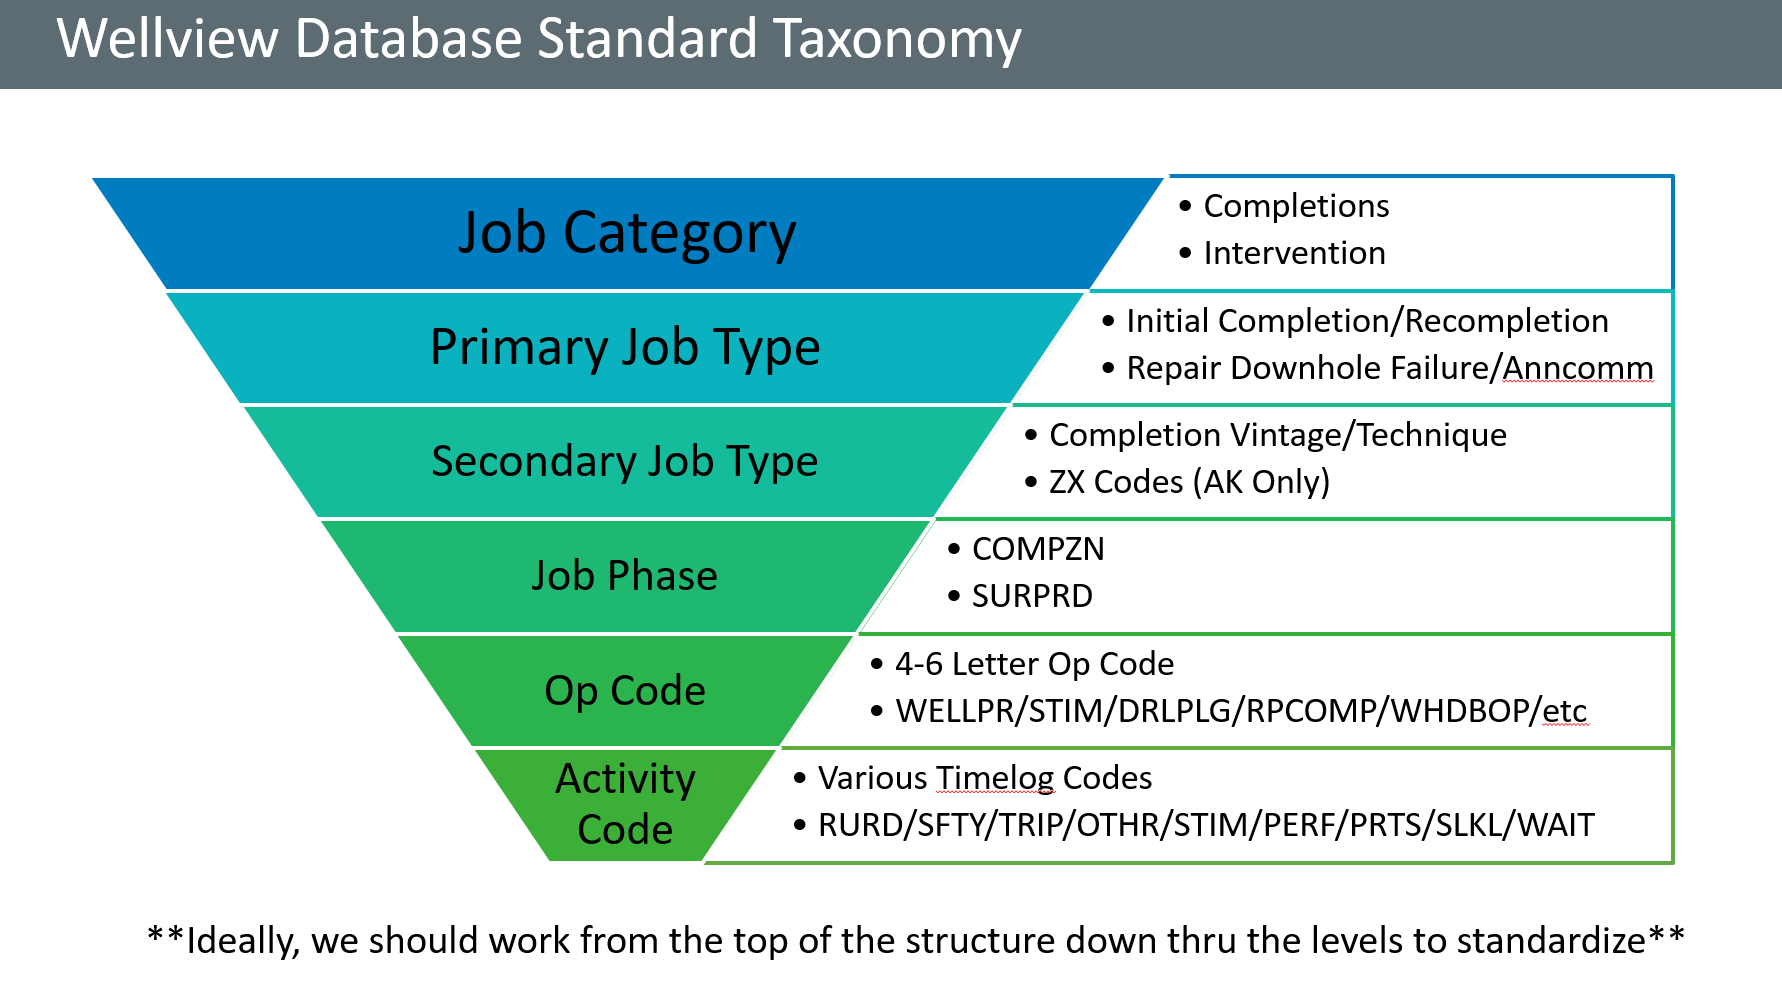 Wellview Database Standard Taxonomy
Job Category
• Completions
• Intervention
Primary Job Type
• Initial Completion/Recompletion
• Repair Downhole Failure/Anncomm
Secondary Job Type
• Completion Vintage/Technique
• ZX Codes (AK Only)
Job Phase
• COMPZN
• SURPRD
Op Code
• 4-6 Letter Op Code
• WELLPR/STIM/DRLPLG/RPCOMP/WHDBOP/etc
Activity
Code
• Various Timelog Codes
• RURD/SFTY/TRIP/OTHR/STIM/PERF/PRTS/SLKL/WAIT
**Ideally, we should work from the top of the structure down thru the levels to standardize**